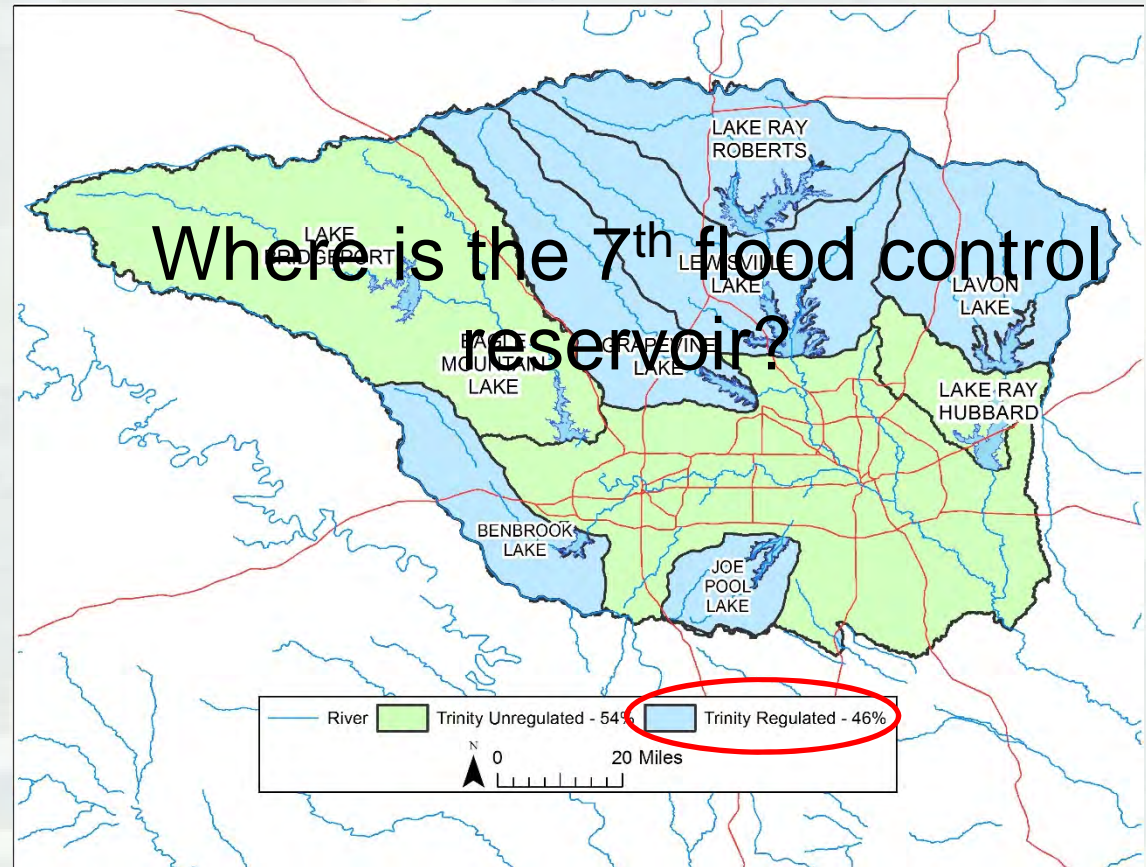 LAKE RAY
ROBERTS
Where is the 7th flood control
reservoir?
LAKE
BRIDGEPORT
LEWISVILLE
LAKE
LAVON
LAKE
EAGLE
MOUNTAIN
LAKE
GRAPEVINE
LAKE
LAKE RAY
HUBBARD
BENBROOK
LAKE
JOE
POOL
LAKE
River Trinity Unregulated - 54% Trinity Regulated - 46%
N
0 20 Miles